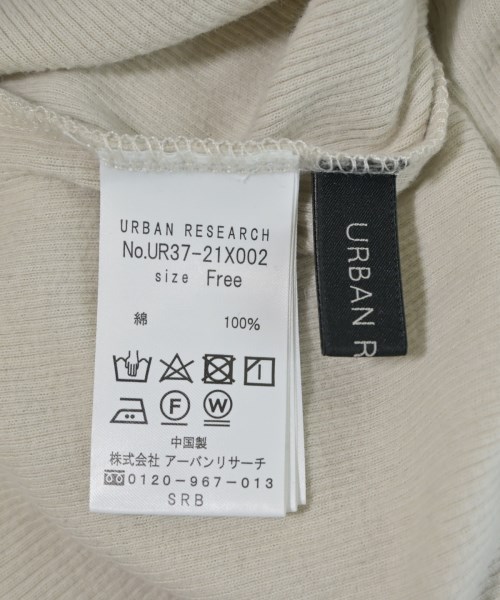 URBAN RESEARCH
No.UR37-21X002
size Free
綿 100%
F W
中国製
株式会社 アーバンリサーチ
0120-967-013
SRB
URBAN R